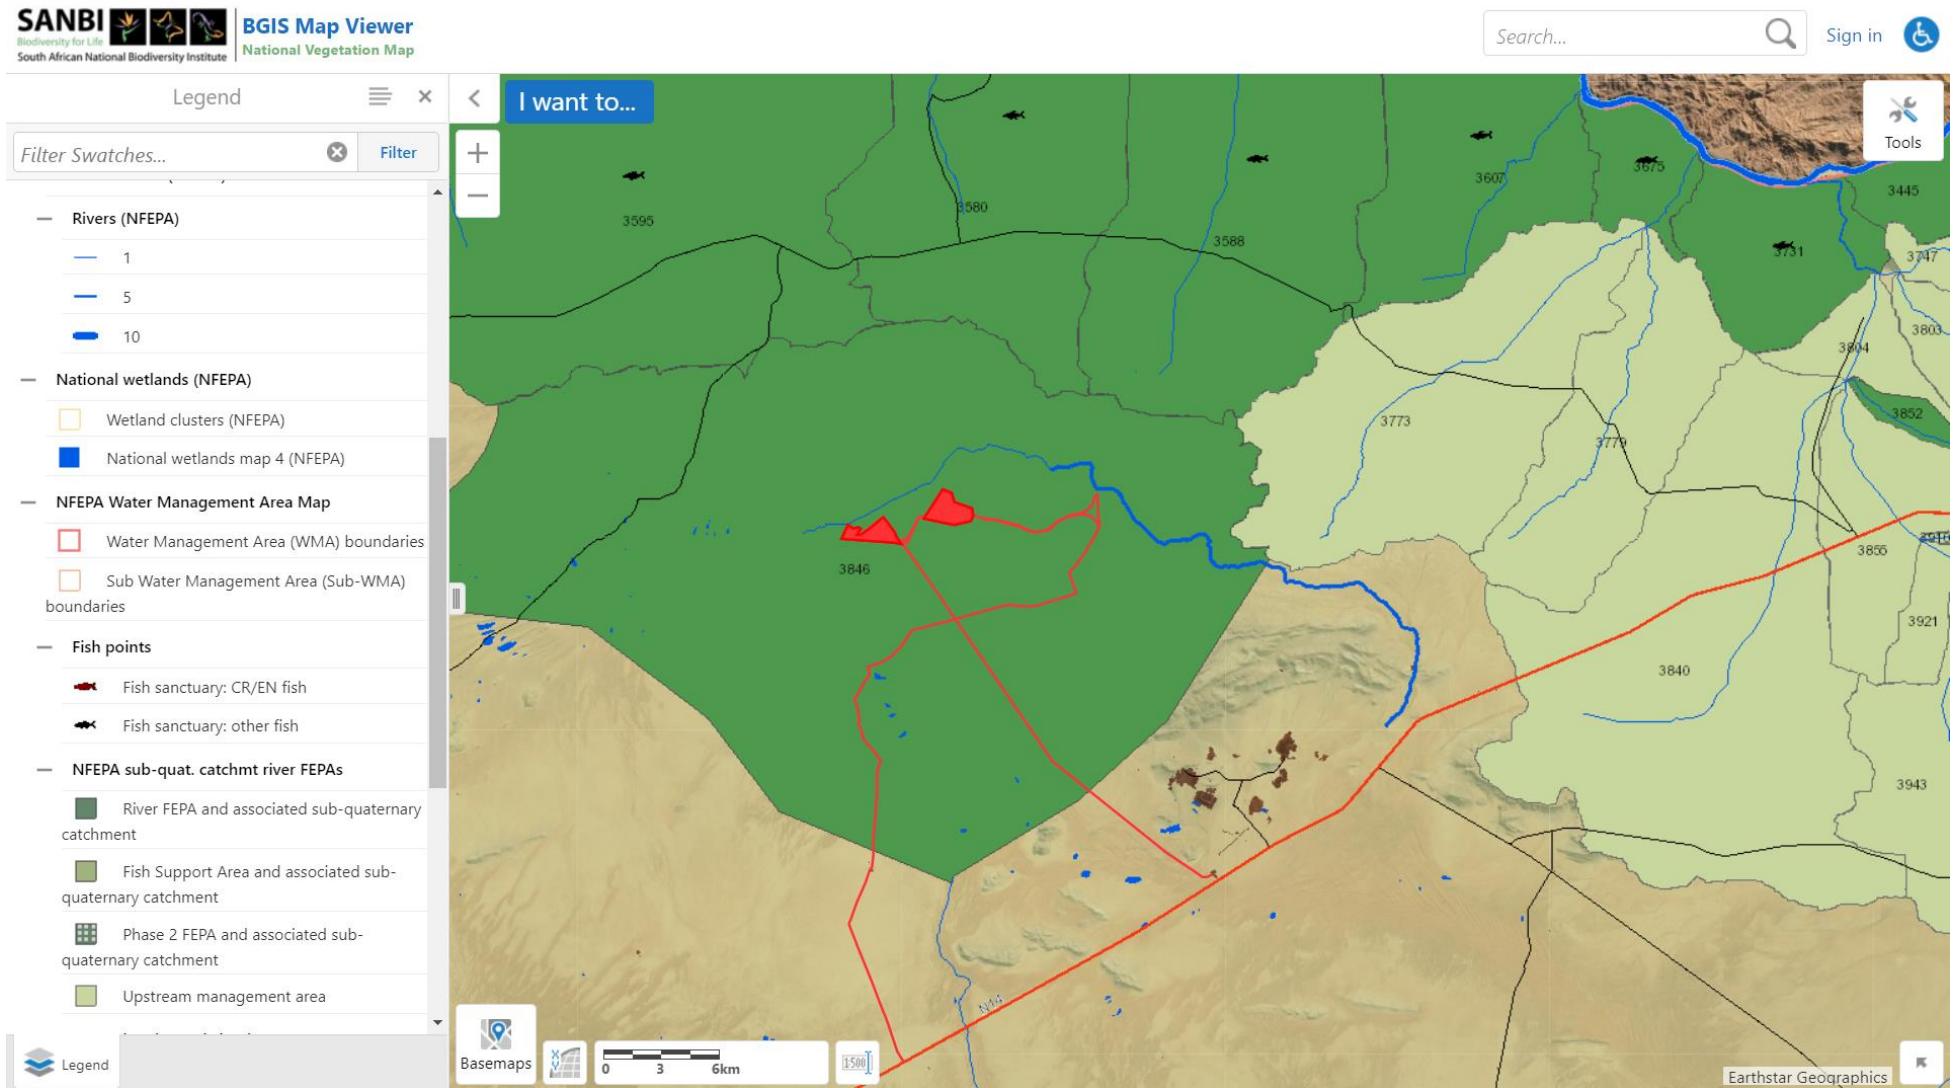 SANBI
Biodiversity for Life
South African National Biodiversity Institute
BGIS Map Viewer
National Vegetation Map
Search...
Sign in
Legend
I want to...
Tools
Filter Swatches...
Filter
Rivers (NFEPA)
1
5
10
National wetlands (NFEPA)
Wetland clusters (NFEPA)
National wetlands map 4 (NFEPA)
NFEPA Water Management Area Map
Water Management Area (WMA) boundaries
Sub Water Management Area (Sub-WMA)
boundaries
Fish points
Fish sanctuary: CR/EN fish
Fish sanctuary: other fish
NFEPA sub-quat. catchmt river FEPAs
River FEPA and associated sub-quaternary
catchment
Fish Support Area and associated sub-
quaternary catchment
Phase 2 FEPA and associated sub-
quaternary catchment
Upstream management area
Legend
3595
3580
3588
3607
3675
3445
3731
3747
3803
3804
3852
3773
3779
3846
3855
3921
3840
3943
N14
Basemaps
0
3
6km
1:500
Earthstar Geographics